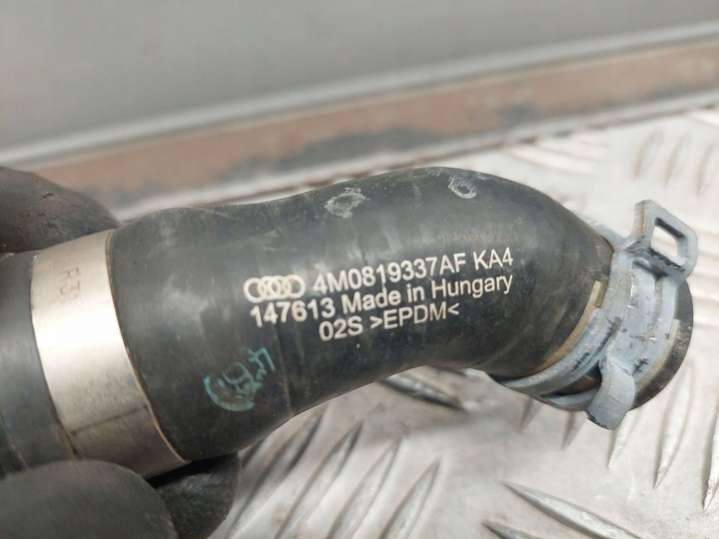 4M0819337AF KA4
147613 Made in Hungary
02S >EPDM<